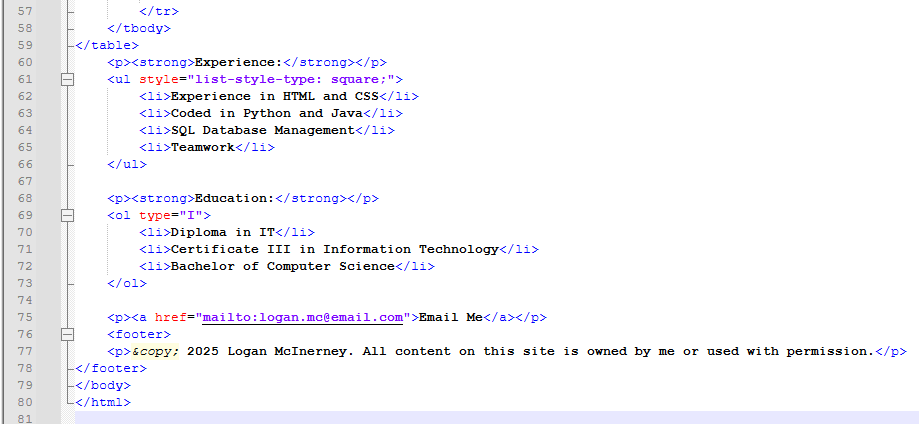 57 </tr>
58 </tbody>
59 </table>
60 <p><strong>Experience:</strong></p>
61 <ul style="list-style-type: square;">
62 <li>Experience in HTML and CSS</li>
63 <li>Coded in Python and Java</li>
64 <li>SQL Database Management</li>
65 <li>Teamwork</li>
66 </ul>
67
68 <p><strong>Education:</strong></p>
69 <ol type="I">
70 <li>Diploma in IT</li>
71 <li>Certificate III in Information Technology</li>
72 <li>Bachelor of Computer Science</li>
73 </ol>
74
75 <p><a href="mailto:logan.mc@email.com">Email Me</a></p>
76 <footer>
77 <p>&copy; 2025 Logan McInerney. All content on this site is owned by me or used with permission.</p>
78 </footer>
79 </body>
80 </html>
81